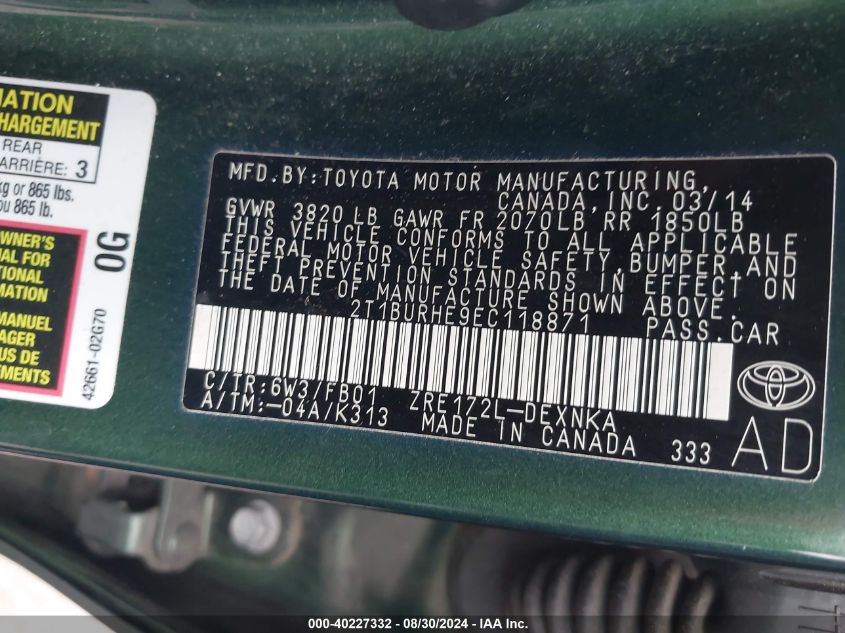 MATION
CHARGEMENT
REAR
ARRIÈRE: 3
kg or 865 lbs.
ou 865 lb.
OWNER'S
MANUAL FOR
MATION
MANUEL
US DE
EMENTS
0G
42661-02G70
MFD.BY:TOYOTA MOTOR MANUFACTURING,
CANADA,INC.03/14
GVWR 3820 LB GAWR FR 2070LB RR 1850LB
THIS VEHICLE CONFORMS TO ALL APPLICABLE
FEDERAL MOTOR VEHICLE SAFETY,BUMPER,AND
THEFT PREVENTION STANDARDS IN EFFECT ON
THE DATE OF MANUFACTURE SHOWN ABOVE.
2T1BURHE9EC118871 PASS.CAR
C/TR:6W3/FB01 ZRE172L-DEXNKA
A/TM:-04A/K313 MADE IN CANADA 333
AD
000-40227332 - 08/30/2024 - IAA Inc.